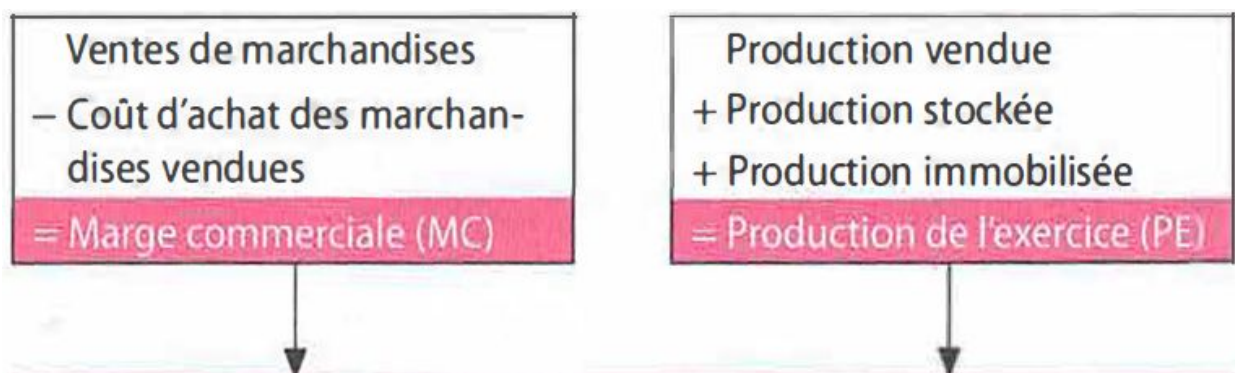 Ventes de marchandises
– Coût d'achat des marchan-
dises vendues
= Marge commerciale (MC)
Production vendue
+ Production stockée
+ Production immobilisée
= Production de l'exercice (PE)